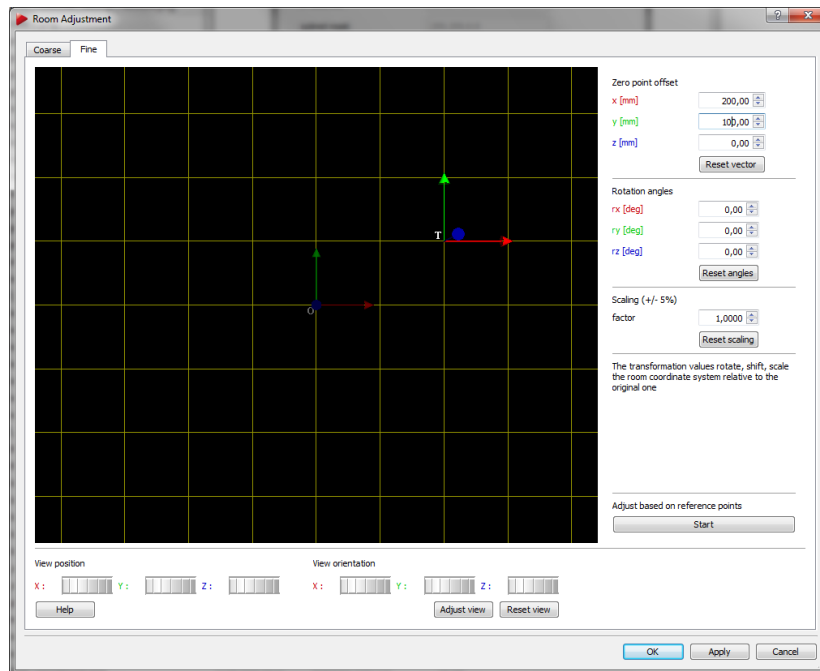 Room Adjustment
Coarse Fine
Zero point offset
x [mm] 200,00
y [mm] 100,00
z [mm] 0,00
Reset vector
Rotation angles
rx [deg] 0,00
ry [deg] 0,00
rz [deg] 0,00
Reset angles
Scaling (+/- 5%)
factor 1,0000
Reset scaling
The transformation values rotate, shift, scale
the room coordinate system relative to the
original one
T
O
Adjust based on reference points
Start
View position View orientation
X : Y : Z : X : Y : Z :
Help Adjust view Reset view
OK Apply Cancel